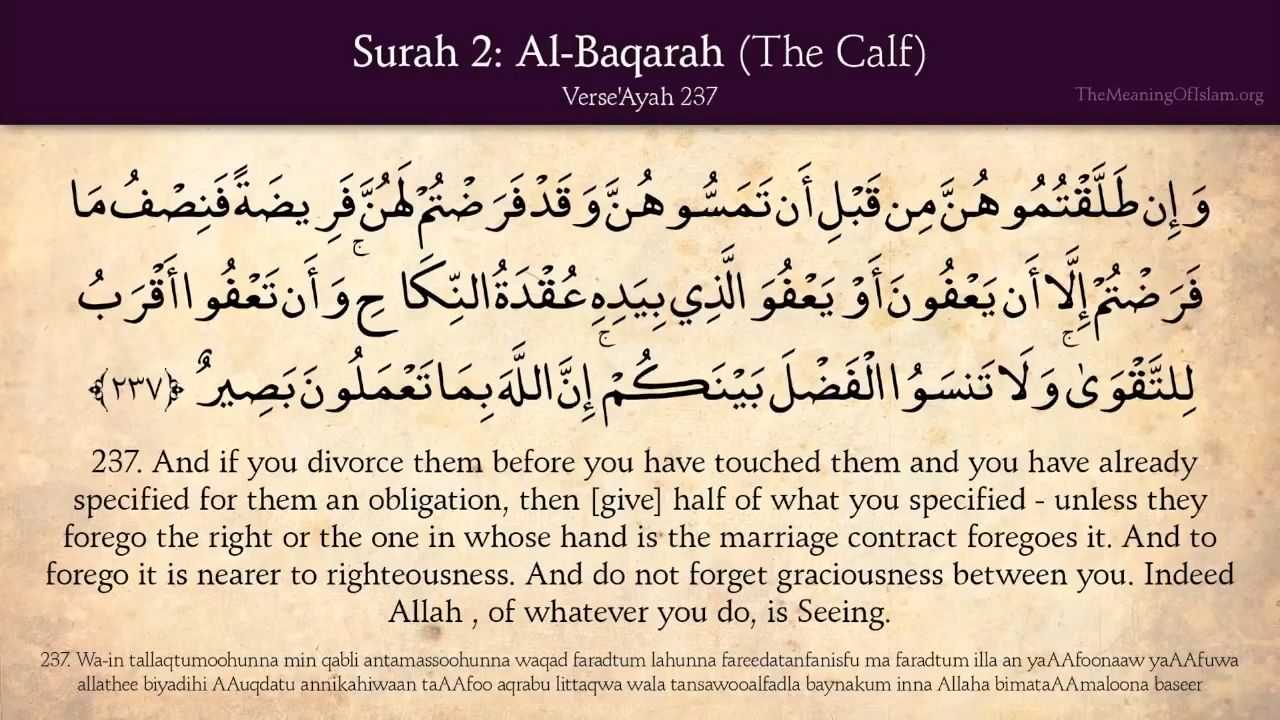 Surah 2: Al-Baqarah (The Calf)
Verse'Ayah 237
TheMeaningOfIslam.org
وَإِن طَلَّقْتُمُوهُنَّ مِن قَبْلِ أَن تَمَسُّوهُنَّ وَقَدْ فَرَضْتُمْ لَهُنَّ فَرِيضَةً فَنِصْفُ مَا
فَرَضْتُمْ إِلَّا أَن يَعْفُونَ أَوْ يَعْفُوَ الَّذِي بِيَدِهِ عُقْدَةُ النِّكَاحِ ۚ وَأَن تَعْفُوا أَقْرَبُ
لِلتَّقْوَىٰ ۚ وَلَا تَنسَوُا الْفَضْلَ بَيْنَكُمْ ۚ إِنَّ اللَّهَ بِمَا تَعْمَلُونَ بَصِيرٌ ﴿٢٣٧﴾
237. And if you divorce them before you have touched them and you have already
specified for them an obligation, then [give] half of what you specified - unless they
forego the right or the one in whose hand is the marriage contract foregoes it. And to
forego it is nearer to righteousness. And do not forget graciousness between you. Indeed
Allah , of whatever you do, is Seeing.
237. Wa-in tallaqtumoohunna min qabli antamassoohunna waqad faradtum lahunna fareedatanfanisfu ma faradtum illa an yaAAfoonaaw yaAAfuwa
allathee biyadihi AAuqdatu annikahiwaan taAAfoo aqrabu littaqwa wala tansawooalfadla baynakum inna Allaha bimataAAmaloona baseer